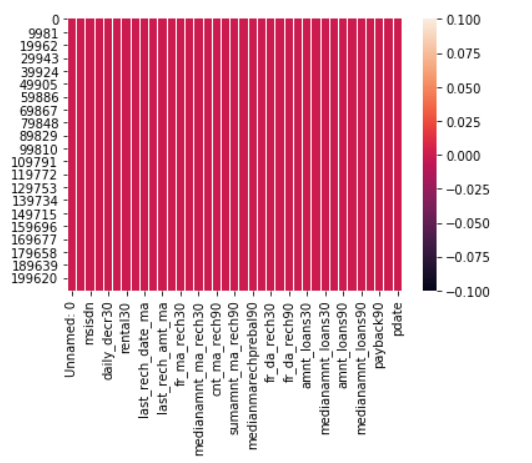 0
9981
19962
29943
39924
49905
59886
69867
79848
89829
99810
109791
119772
129753
139734
149715
159696
169677
179658
189639
199620
0.100
0.075
0.050
0.025
0.000
−0.025
−0.050
−0.075
−0.100
Unnamed: 0
msisdn
daily_decr30
rental30
last_rech_date_ma
last_rech_amt_ma
fr_ma_rech30
medianamnt_ma_rech30
cnt_ma_rech90
sumamnt_ma_rech90
medianmarechprebal90
fr_da_rech30
fr_da_rech90
amnt_loans30
medianamnt_loans30
amnt_loans90
medianamnt_loans90
payback90
pdate